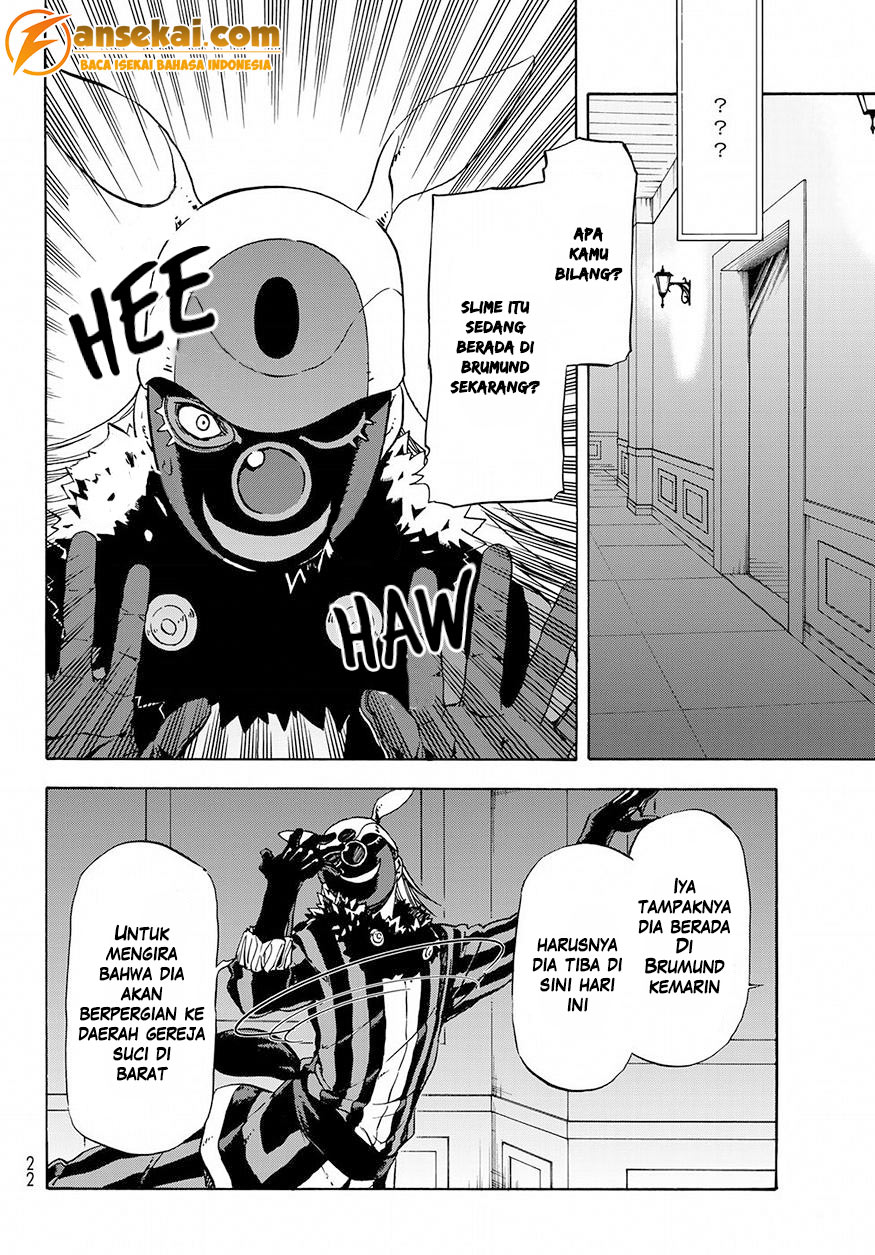 ansekai.com
BACA ISEKAI BAHASA INDONESIA
? ? ?
APA
KAMU
BILANG?
SLIME ITU
SEDANG
BERADA DI
BRUMUND
SEKARANG?
HEE
HAW
IYA
TAMPAKNYA
DIA BERADA
DI
BRUMUND
KEMARIN
HARUSNYA
DIA TIBA DI
SINI HARI
INI
UNTUK
MENGIRA
BAHWA DIA
AKAN
BERPERGIAN KE
DAERAH GEREJA
SUCI DI
BARAT
22